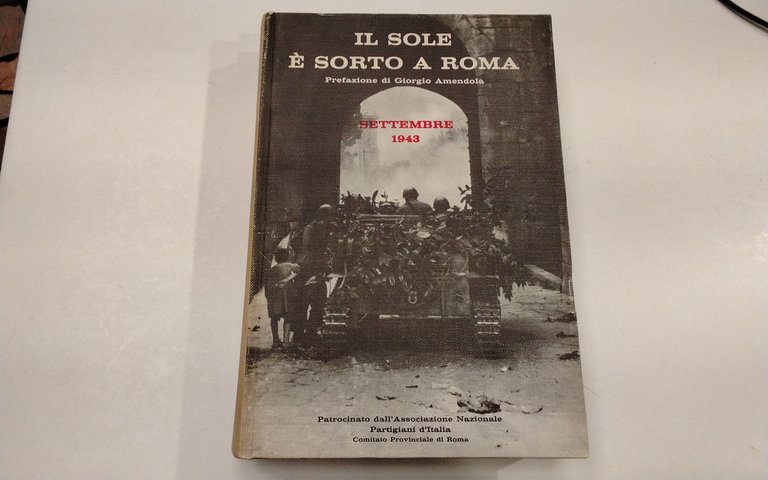 IL SOLE
È SORTO A ROMA
Prefazione di Giorgio Amendola
SETTEMBRE
1943
Patrocinato dall'Associazione Nazionale
Partigiani d'Italia
Comitato Provinciale di Roma